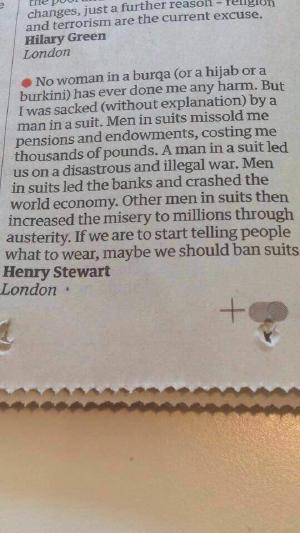 changes, just a further reason – religion
and terrorism are the current excuse.
Hilary Green
London
● No woman in a burqa (or a hijab or a
burkini) has ever done me any harm. But
I was sacked (without explanation) by a
man in a suit. Men in suits missold me
pensions and endowments, costing me
thousands of pounds. A man in a suit led
us on a disastrous and illegal war. Men
in suits led the banks and crashed the
world economy. Other men in suits then
increased the misery to millions through
austerity. If we are to start telling people
what to wear, maybe we should ban suits
Henry Stewart
London